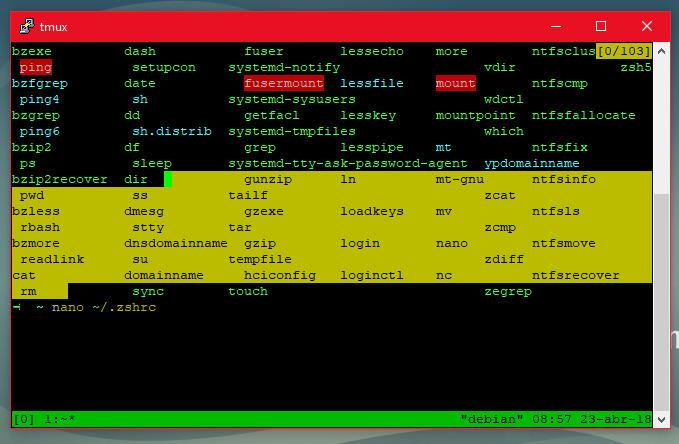 tmux
bzexe dash fuser lessecho more ntfsclus[0/103]
ping setupcon systemd-notify vdir zsh5
bzfgrep date fusermount lessfile mount ntfscmp
ping4 sh systemd-sysusers wdctl
bzgrep dd getfacl lesskey mountpoint ntfsfallocate
ping6 sh.distrib systemd-tmpfiles which
bzip2 df grep lesspipe mt ntfsfix
ps sleep systemd-tty-ask-password-agent ypdomainname
bzip2recover dir gunzip ln mt-gnu ntfsinfo
pwd ss tailf zcat
bzless dmesg gzexe loadkeys mv ntfsls
rbash stty tar zcmp
bzmore dnsdomainname gzip login nano ntfsmove
readlink su tempfile zdiff
cat domainname hciconfig loginctl nc ntfsrecover
rm sync touch zegrep
~ nano ~/.zshrc
[0] 1:~* "debian" 08:57 23-abr-18